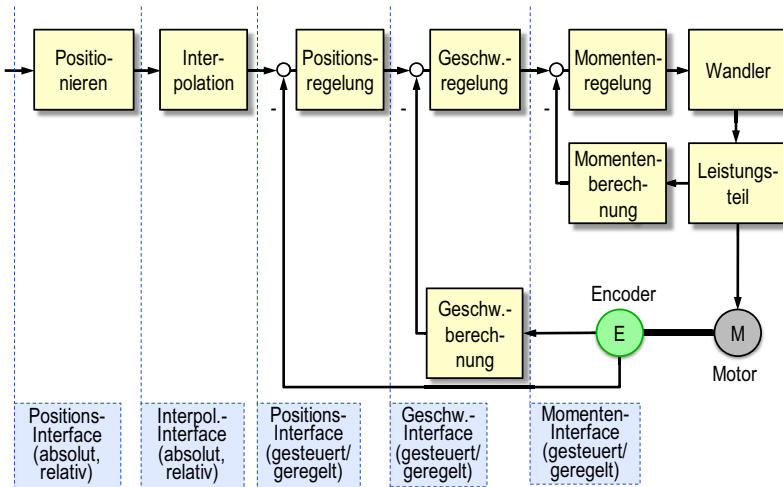 Positio-
nieren
Inter-
polation
Positions-
regelung
Geschw.-
regelung
Momenten-
regelung
Wandler
-
-
-
Momenten-
berech-
nung
Leistungs-
teil
Geschw.-
berech-
nung
Encoder
E
M
Motor
Positions-
Interface
(absolut,
relativ)
Interpol.-
Interface
(absolut,
relativ)
Positions-
Interface
(gesteuert/
geregelt)
Geschw.-
Interface
(gesteuert/
geregelt)
Momenten-
Interface
(gesteuert/
geregelt)